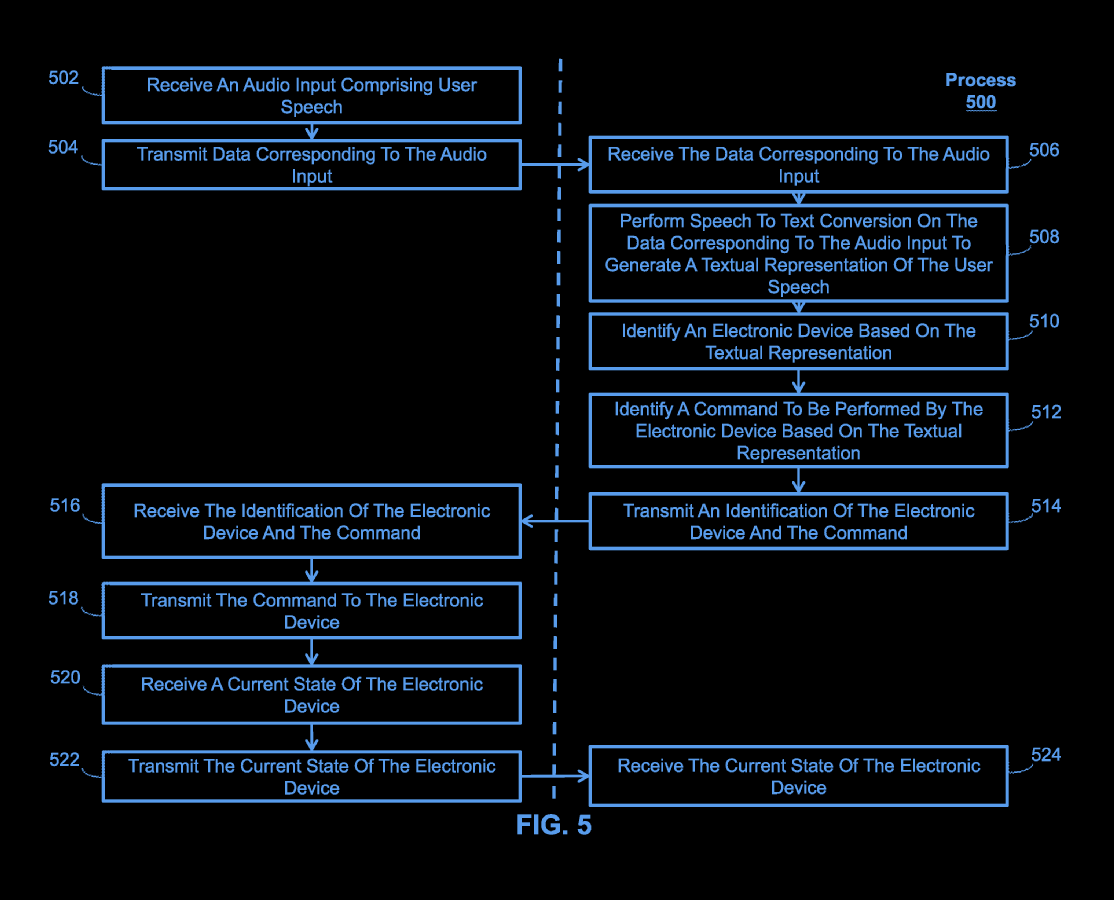 Process
500
502
Receive An Audio Input Comprising User
Speech
504
Transmit Data Corresponding To The Audio
Input
Receive The Data Corresponding To The Audio
Input
506
Perform Speech To Text Conversion On The
Data Corresponding To The Audio Input To
Generate A Textual Representation Of The User
Speech
508
Identify An Electronic Device Based On The
Textual Representation
510
Identify A Command To Be Performed By The
Electronic Device Based On The Textual
Representation
512
Transmit An Identification Of The Electronic
Device And The Command
514
516
Receive The Identification Of The Electronic
Device And The Command
518
Transmit The Command To The Electronic
Device
520
Receive A Current State Of The Electronic
Device
522
Transmit The Current State Of The Electronic
Device
Receive The Current State Of The Electronic
Device
524
FIG. 5